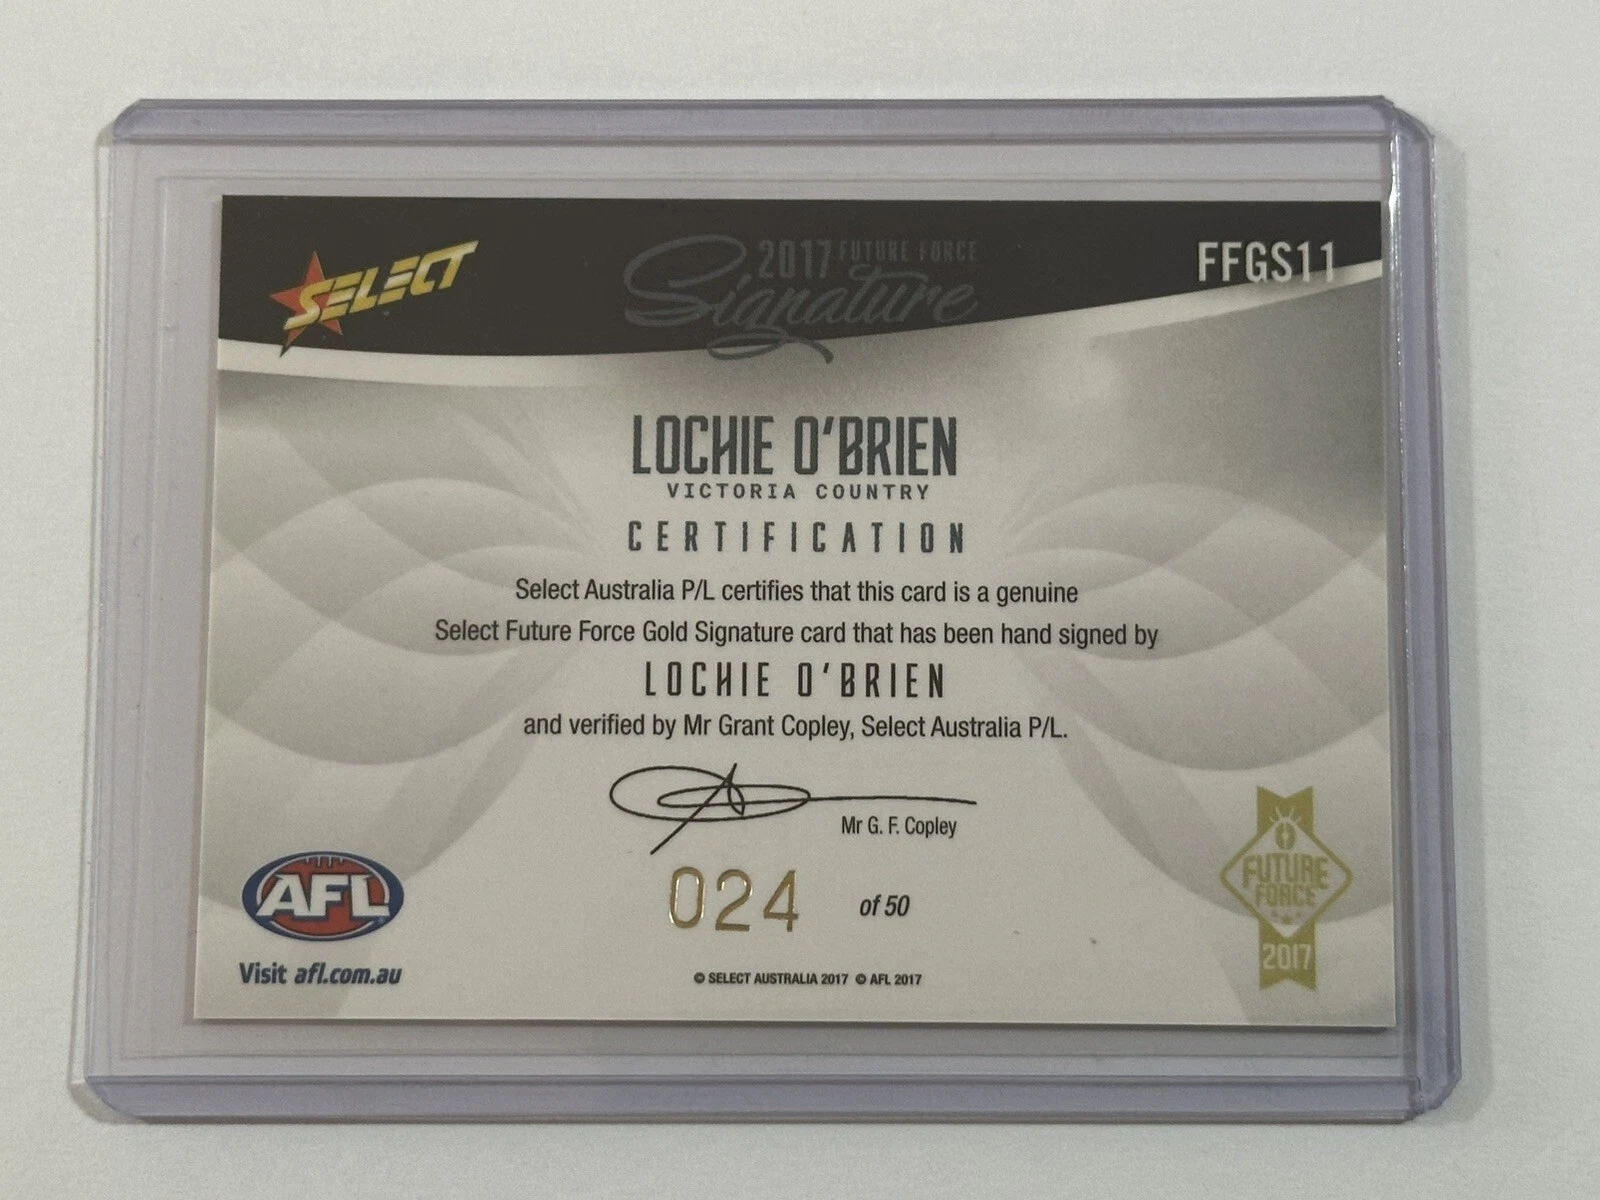 SELECT
2017 FUTURE FORCE
Signature
FFGS11
LOCHIE O'BRIEN
VICTORIA COUNTRY
CERTIFICATION
Select Australia P/L certifies that this card is a genuine
Select Future Force Gold Signature card that has been hand signed by
LOCHIE O'BRIEN
and verified by Mr Grant Copley, Select Australia P/L.
Mr G. F. Copley
024 of 50
AFL
Visit afl.com.au
© SELECT AUSTRALIA 2017 © AFL 2017
FUTURE
FORCE
2017